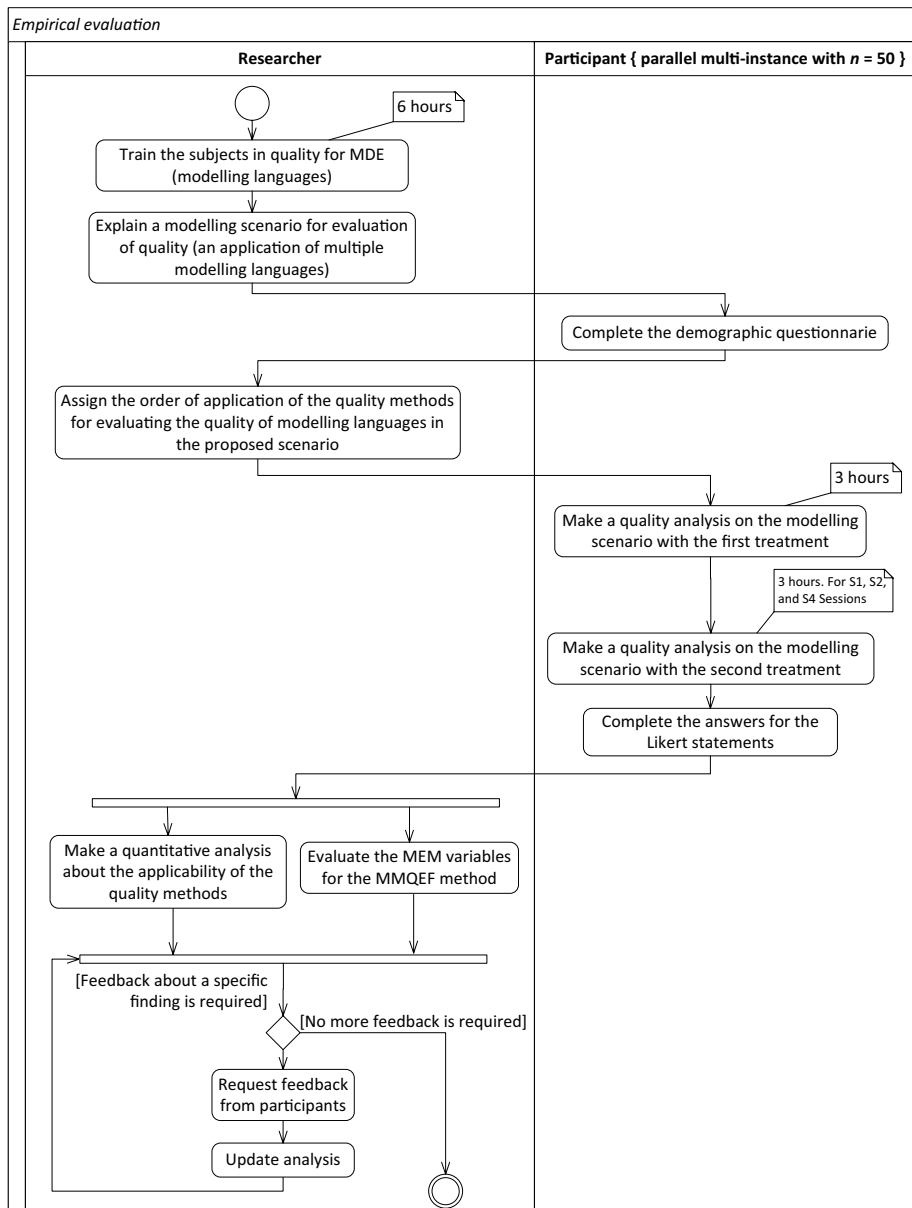 Empirical evaluation
Researcher
Participant { parallel multi-instance with n = 50 }
6 hours
Train the subjects in quality for MDE
(modelling languages)
Explain a modelling scenario for evaluation
of quality (an application of multiple
modelling languages)
Complete the demographic questionnarie
Assign the order of application of the quality methods
for evaluating the quality of modelling languages in
the proposed scenario
3 hours
Make a quality analysis on the modelling
scenario with the first treatment
3 hours. For S1, S2,
and S4 Sessions
Make a quality analysis on the modelling
scenario with the second treatment
Complete the answers for the
Likert statements
Make a quantitative analysis
about the applicability of the
quality methods
Evaluate the MEM variables
for the MMQEF method
[Feedback about a specific
finding is required]
[No more feedback is required]
Request feedback
from participants
Update analysis